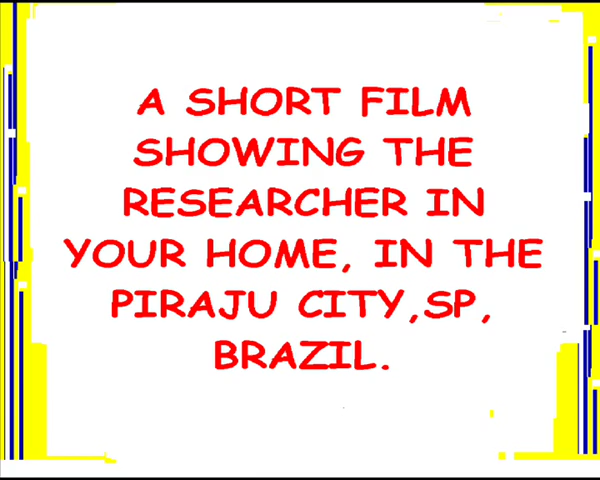 A SHORT FILM
SHOWING THE
RESEARCHER IN
YOUR HOME, IN THE
PIRAJU CITY,SP,
BRAZIL.